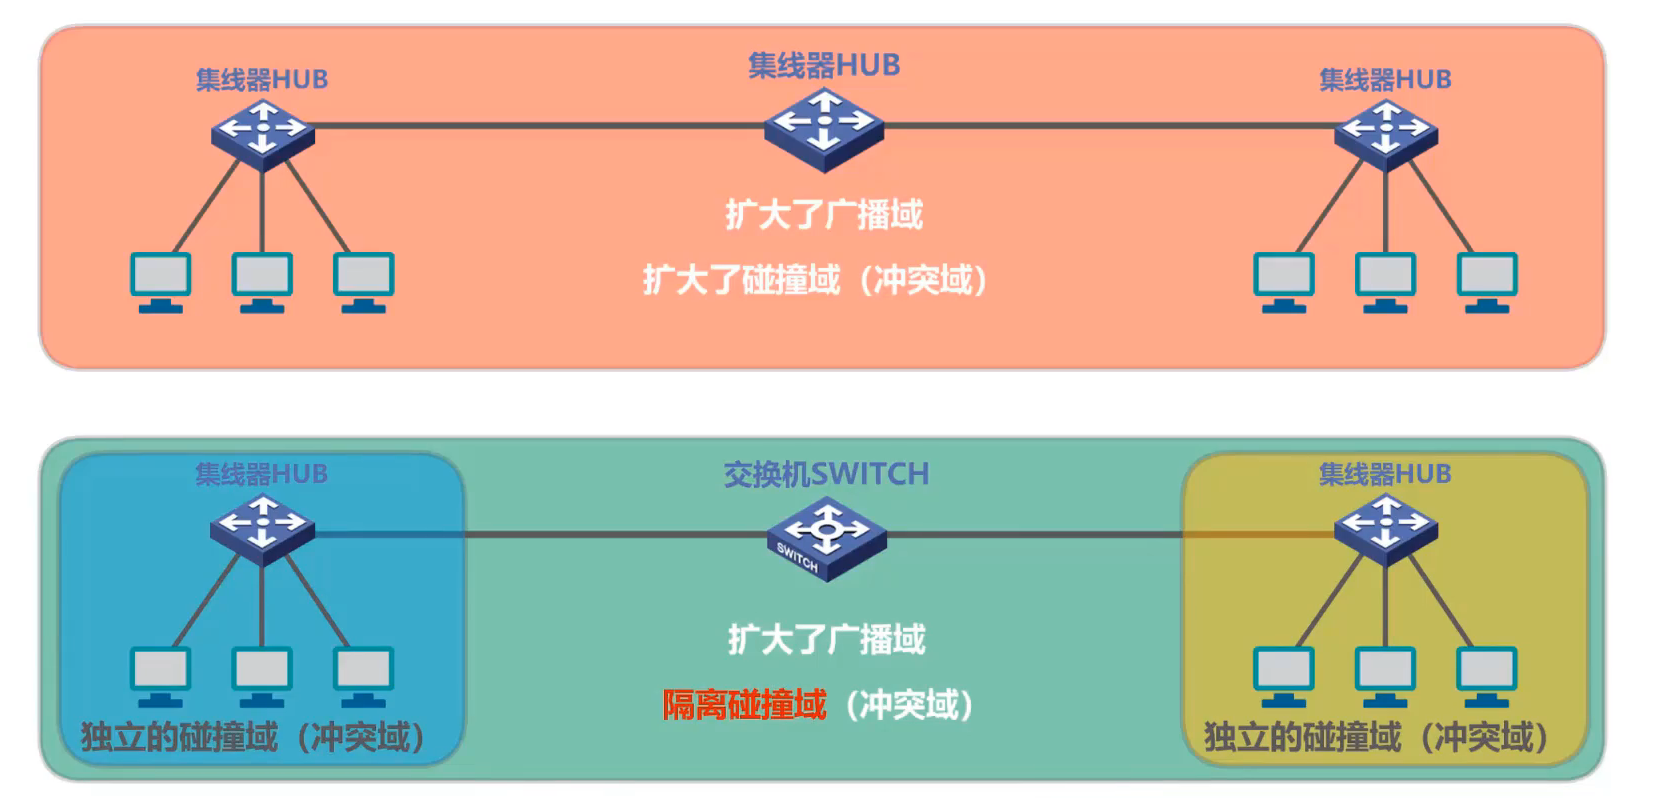 集线器HUB
集线器HUB
集线器HUB
扩大了广播域
扩大了碰撞域（冲突域）
集线器HUB
交换机SWITCH
集线器HUB
SWITCH
扩大了广播域
隔离碰撞域（冲突域）
独立的碰撞域（冲突域）
独立的碰撞域（冲突域）